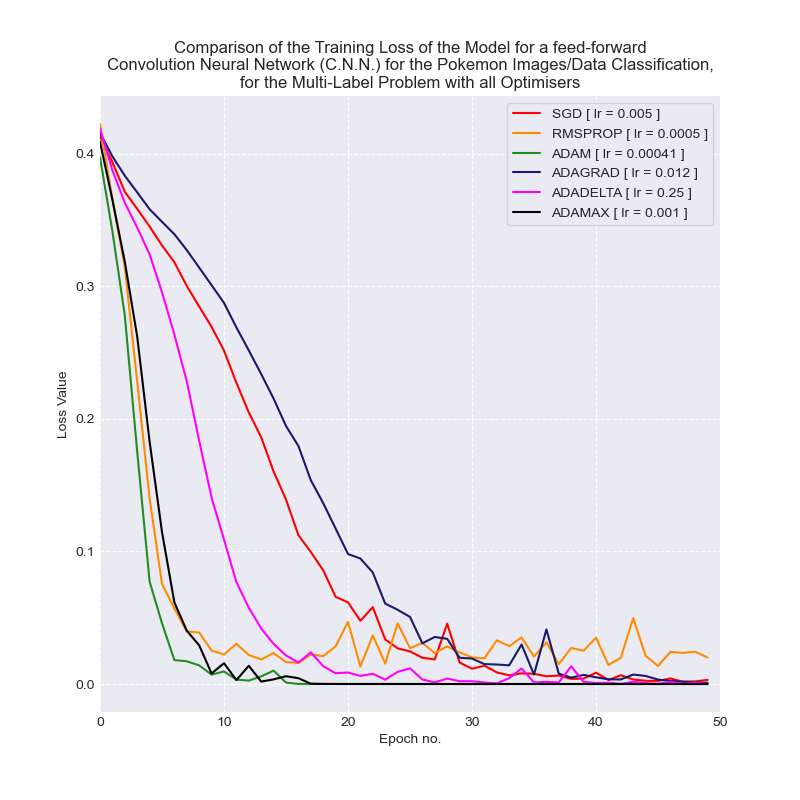 Comparison of the Training Loss of the Model for a feed-forward
Convolution Neural Network (C.N.N.) for the Pokemon Images/Data Classification,
for the Multi-Label Problem with all Optimisers
SGD [ lr = 0.005 ]
RMSPROP [ lr = 0.0005 ]
ADAM [ lr = 0.00041 ]
ADAGRAD [ lr = 0.012 ]
ADADELTA [ lr = 0.25 ]
ADAMAX [ lr = 0.001 ]
Loss Value
0.4
0.3
0.2
0.1
0.0
0 10 20 30 40 50
Epoch no.